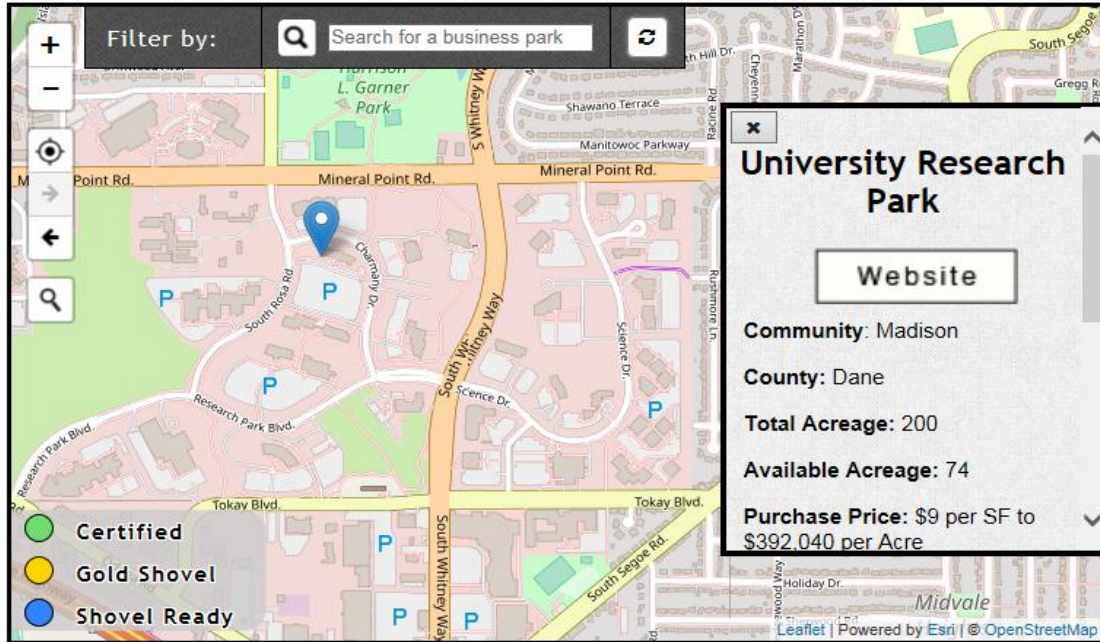 Filter by:
Search for a business park
+
−
Garner
L. Garner
Park
S Whitney Way
Shawano Terrace
Manitowoc Parkway
Racine Rd.
Cheyenne
Marathon Dr.
South Segoe
Mineral Point Rd.
Mineral Point Rd.
Point Rd.
South Rosa Rd.
Charmany Dr.
P
P
P
P
P
P
P
South Whitney Way
Science Dr.
Science Dr.
Rushmore Ln.
Research Park Blvd.
Research Park Blvd.
Tokay Blvd.
Tokay Blvd.
South Whitney Way
South Segoe Rd.
Holiday Dr.
Midvale
Certified
Gold Shovel
Shovel Ready
University Research
Park
Website
Community: Madison
County: Dane
Total Acreage: 200
Available Acreage: 74
Purchase Price: $9 per SF to
$392,040 per Acre
Leaflet | Powered by Esri | © OpenStreetMap